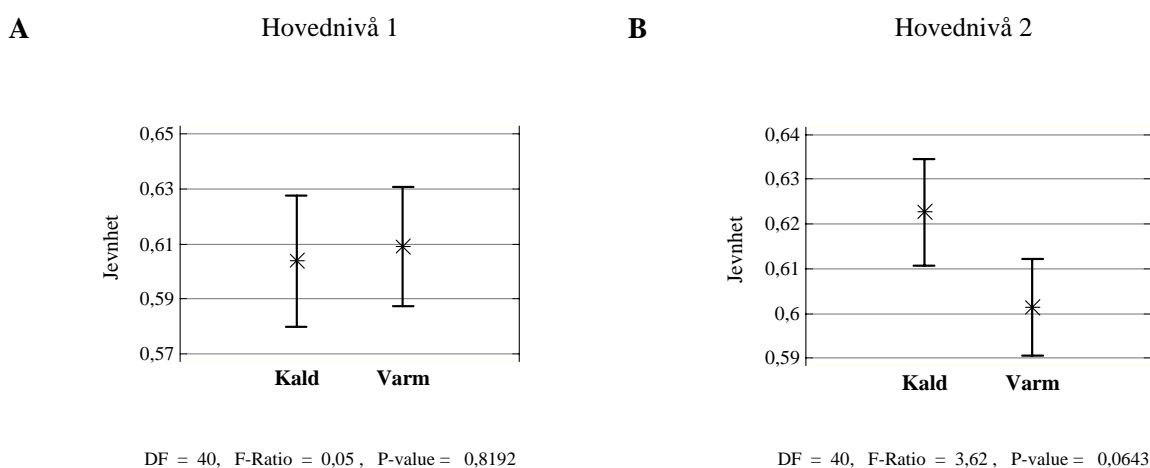 A
Hovednivå 1
0,65
0,63
0,61
0,59
0,57
Jevnhet
Kald Varm
DF = 40, F-Ratio = 0,05 , P-value = 0,8192
B
Hovednivå 2
0,64
0,63
0,62
0,61
0,6
0,59
Jevnhet
Kald Varm
DF = 40, F-Ratio = 3,62 , P-value = 0,0643